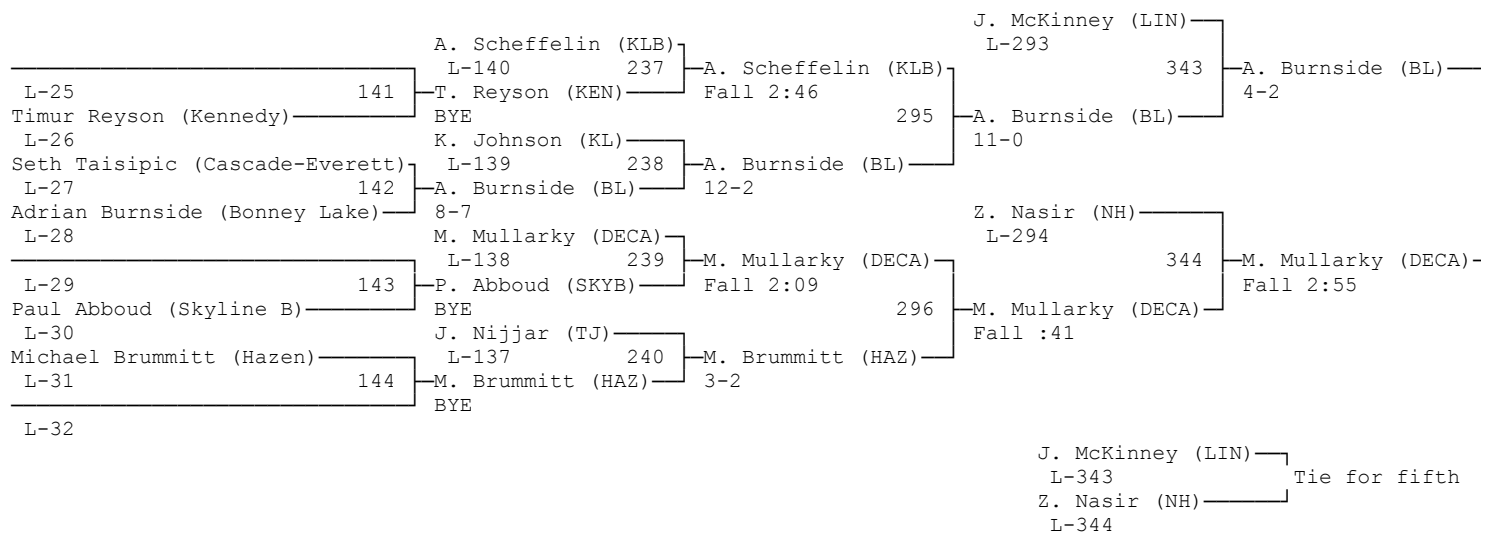 J. McKinney (LIN)
A. Scheffelin (KLB) L-293
L-140 237 A. Scheffelin (KLB) 343 A. Burnside (BL)
L-25 141 T. Reyson (KEN) Fall 2:46 4-2
Timur Reyson (Kennedy) BYE 295 A. Burnside (BL)
L-26 K. Johnson (KL) 11-0
Seth Taisipic (Cascade-Everett) L-139 238 A. Burnside (BL)
L-27 142 A. Burnside (BL) 12-2
Adrian Burnside (Bonney Lake) 8-7 Z. Nasir (NH)
L-28 M. Mullarky (DECA) L-294
L-138 239 M. Mullarky (DECA) 344 M. Mullarky (DECA)
L-29 143 P. Abboud (SKYB) Fall 2:09 Fall 2:55
Paul Abboud (Skyline B) BYE 296 M. Mullarky (DECA)
L-30 J. Nijjar (TJ) Fall :41
Michael Brummitt (Hazen) L-137 240 M. Brummitt (HAZ)
L-31 144 M. Brummitt (HAZ) 3-2
BYE
L-32
J. McKinney (LIN)
L-343 Tie for fifth
Z. Nasir (NH)
L-344